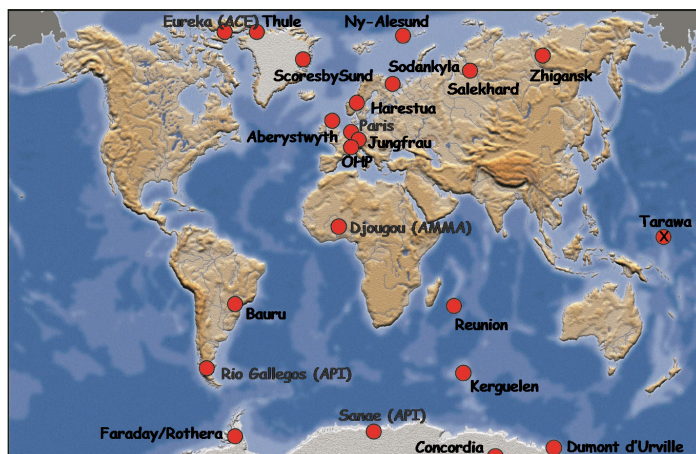 Eureka (ACE) Thule
Ny-Alesund
ScoresbySund
Sodankyla
Salekhard
Zhigansk
Harestua
Aberystwyth
Paris
Jungfrau
OHP
Tarawa
X
Djougou (AMMA)
Bauru
Reunion
Rio Gallegos (API)
Kerguelen
Sanae (API)
Faraday/Rothera
Concordia
Dumont d'Urville